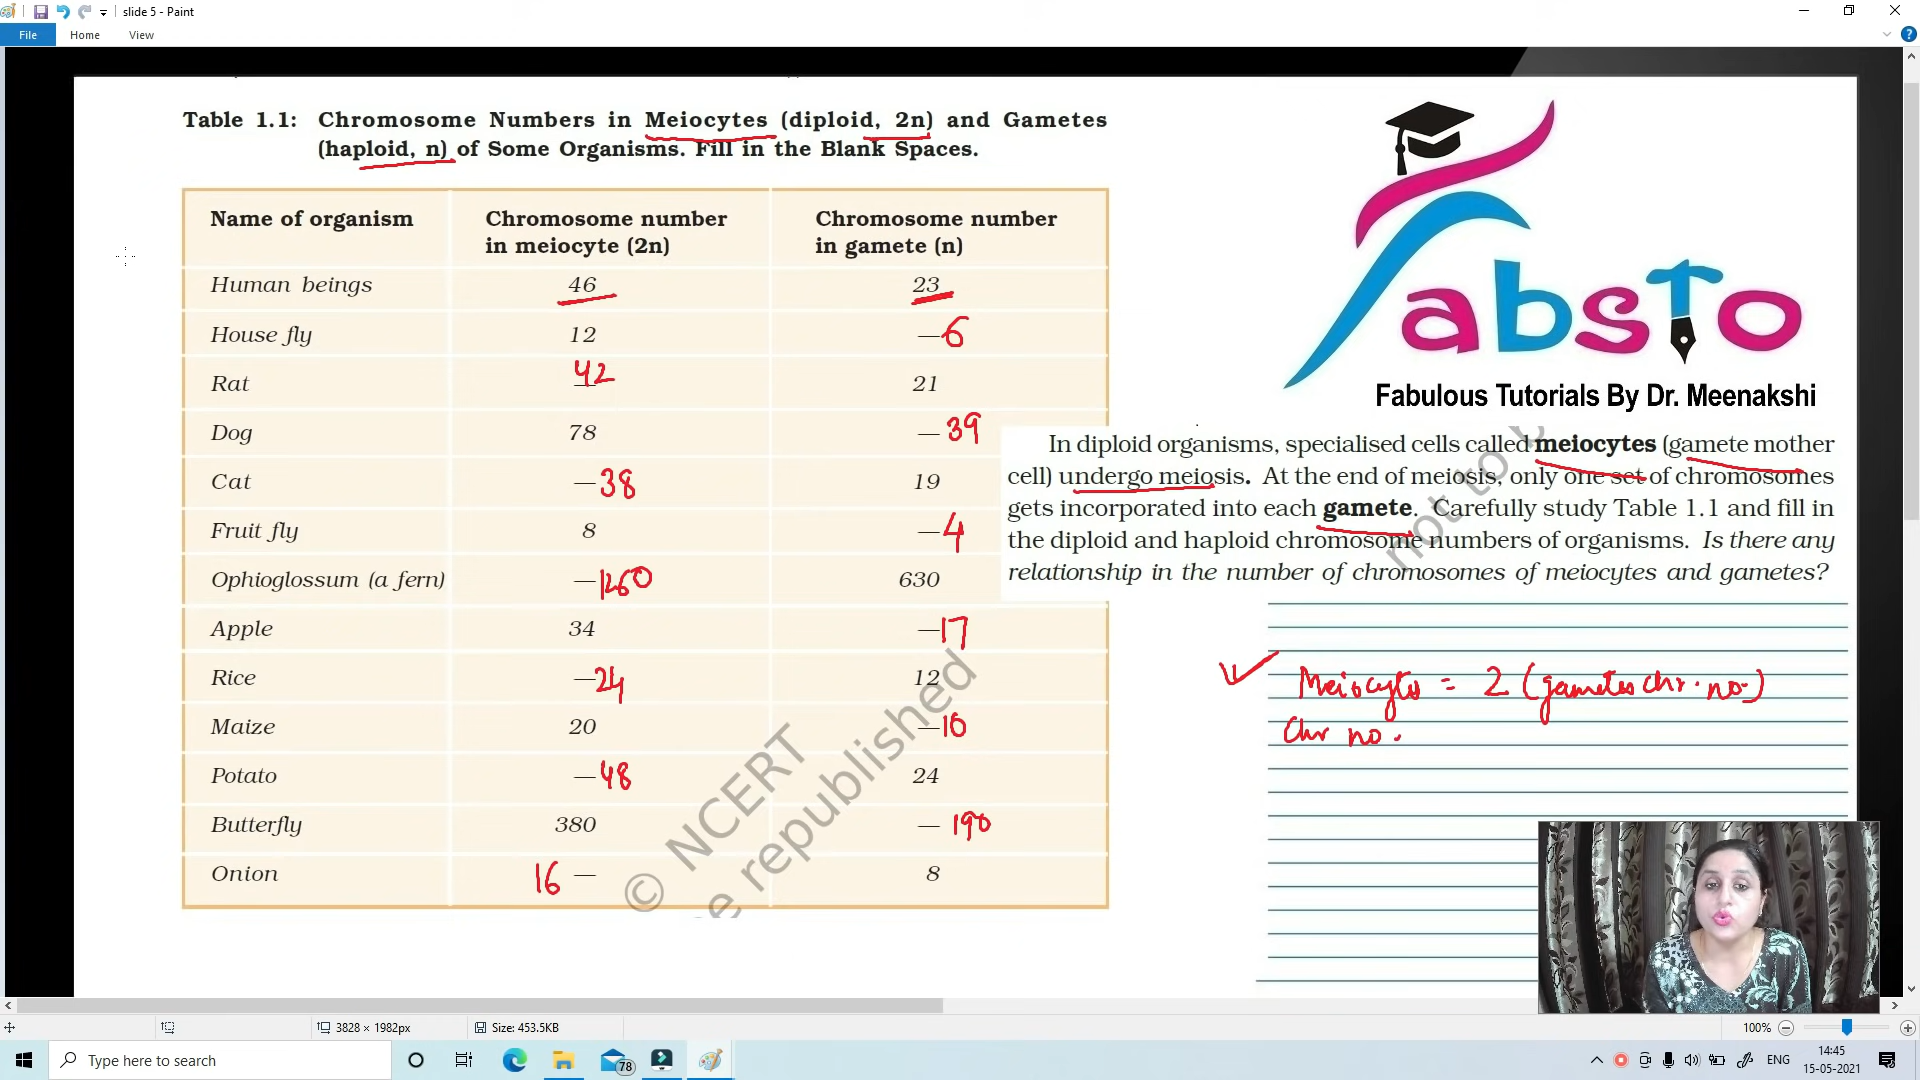 slide 5 - Paint
File Home View
Table 1.1: Chromosome Numbers in Meiocytes (diploid, 2n) and Gametes
(haploid, n) of Some Organisms. Fill in the Blank Spaces.
Name of organism Chromosome number in meiocyte (2n) Chromosome number in gamete (n)
Human beings 46 23
House fly 12 —6
Rat — 42 21
Dog 78 —39
Cat —38 19
Fruit fly 8 —4
Ophioglossum (a fern) —1260 630
Apple 34 —17
Rice —24 12
Maize 20 —10
Potato —48 24
Butterfly 380 — 190
Onion 16 — 8
© NCERT
e republished
not to b
absto
Fabulous Tutorials By Dr. Meenakshi
In diploid organisms, specialised cells called meiocytes (gamete mother
cell) undergo meiosis. At the end of meiosis, only one set of chromosomes
gets incorporated into each gamete. Carefully study Table 1.1 and fill in
the diploid and haploid chromosome numbers of organisms. Is there any
relationship in the number of chromosomes of meiocytes and gametes?
Meiocytes = 2 (gametes chr. no.)
Chr no.
3828 × 1982px Size: 453.5KB 100%
Type here to search 78 ENG 14:45
15-05-2021